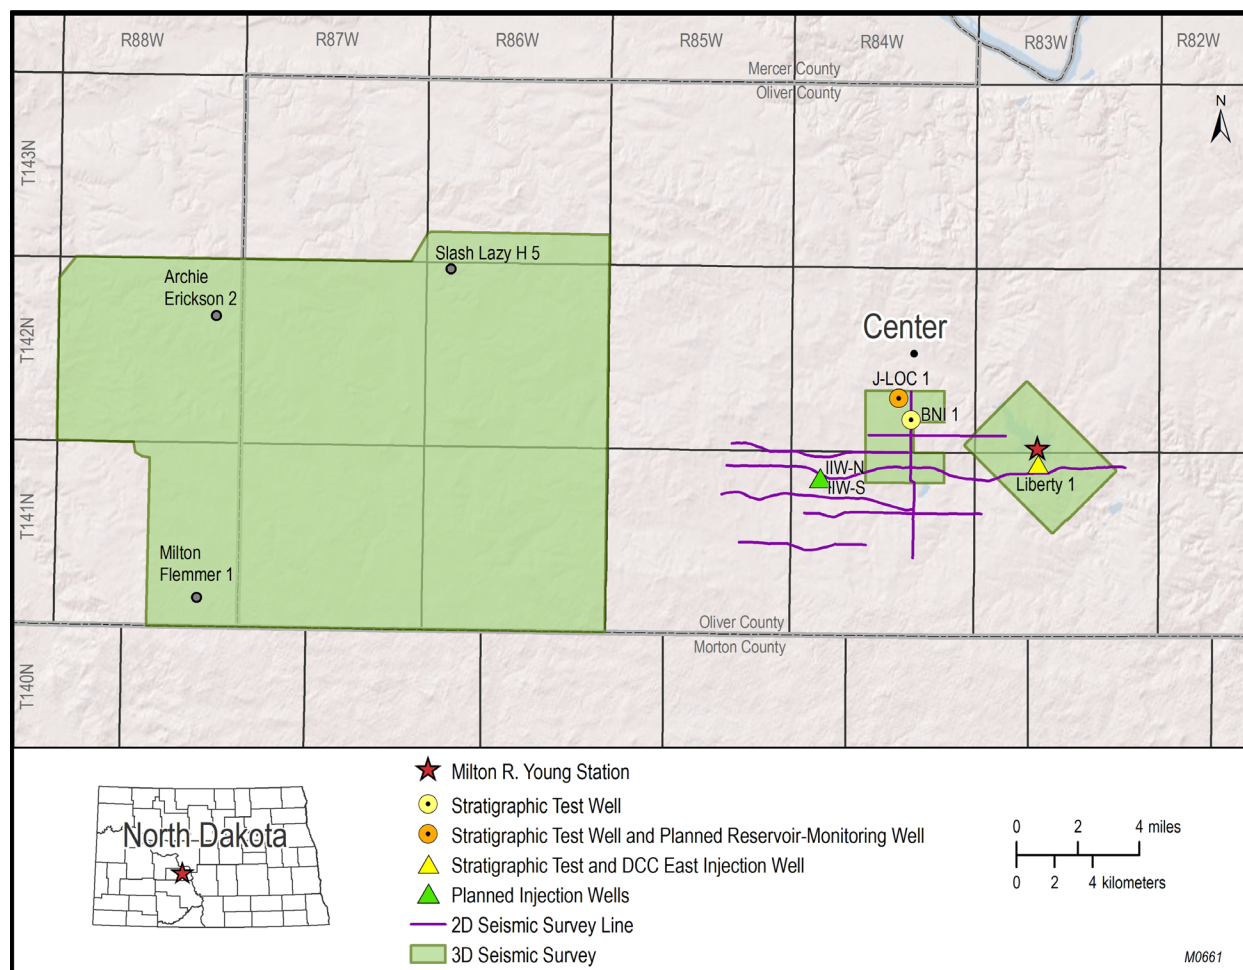 R88W R87W R86W R85W R84W R83W R82W
Mercer County
Oliver County
N
T143N
Slash Lazy H 5
Archie
Erickson 2
T142N
Center
J-LOC 1
BNI 1
IIW-N
IIW-S
Liberty 1
T141N
Milton
Flemmer 1
Oliver County
Morton County
T140N
North Dakota
Milton R. Young Station
Stratigraphic Test Well
Stratigraphic Test Well and Planned Reservoir-Monitoring Well
Stratigraphic Test and DCC East Injection Well
Planned Injection Wells
2D Seismic Survey Line
3D Seismic Survey
0 2 4 miles
0 2 4 kilometers
M0661